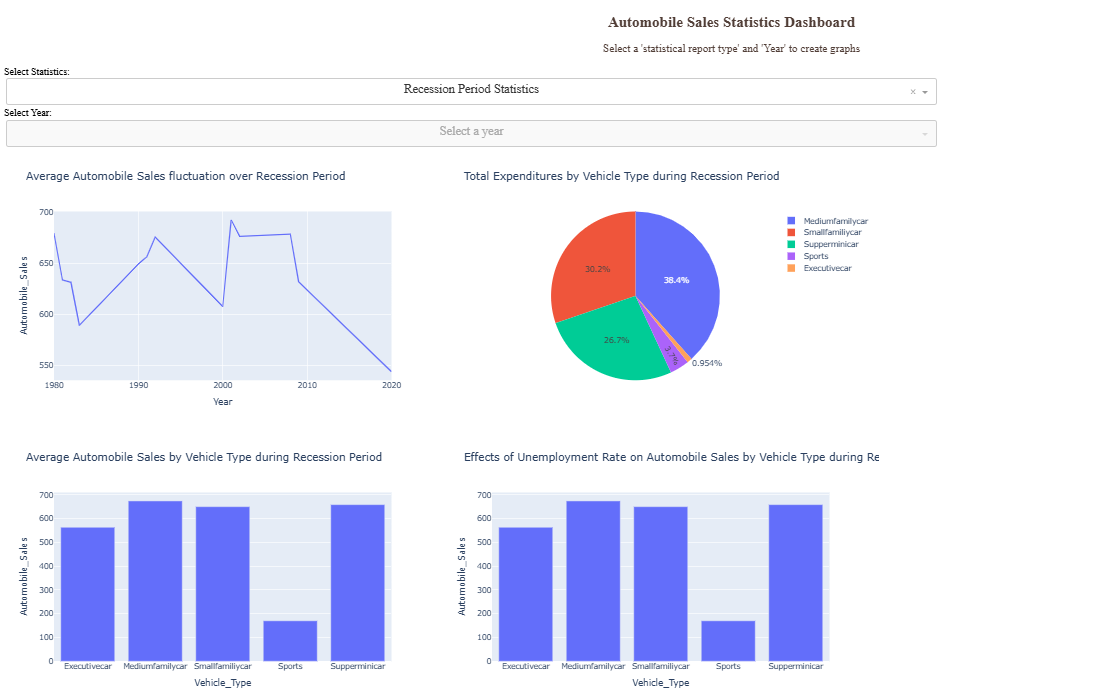 Automobile Sales Statistics Dashboard
Select a 'statistical report type' and 'Year' to create graphs
Select Statistics:
Recession Period Statistics
×
Select Year:
Select a year
Average Automobile Sales fluctuation over Recession Period
700
650
600
550
Automobile_Sales
1980 1990 2000 2010 2020
Year
Total Expenditures by Vehicle Type during Recession Period
38.4%
30.2%
26.7%
3.7%
0.954%
Mediumfamilycar
Smallfamiliycar
Supperminicar
Sports
Executivecar
Average Automobile Sales by Vehicle Type during Recession Period
700
600
500
400
300
200
100
0
Automobile_Sales
Executivecar Mediumfamilycar Smallfamiliycar Sports Supperminicar
Vehicle_Type
Effects of Unemployment Rate on Automobile Sales by Vehicle Type during Re
700
600
500
400
300
200
100
0
Automobile_Sales
Executivecar Mediumfamilycar Smallfamiliycar Sports Supperminicar
Vehicle_Type